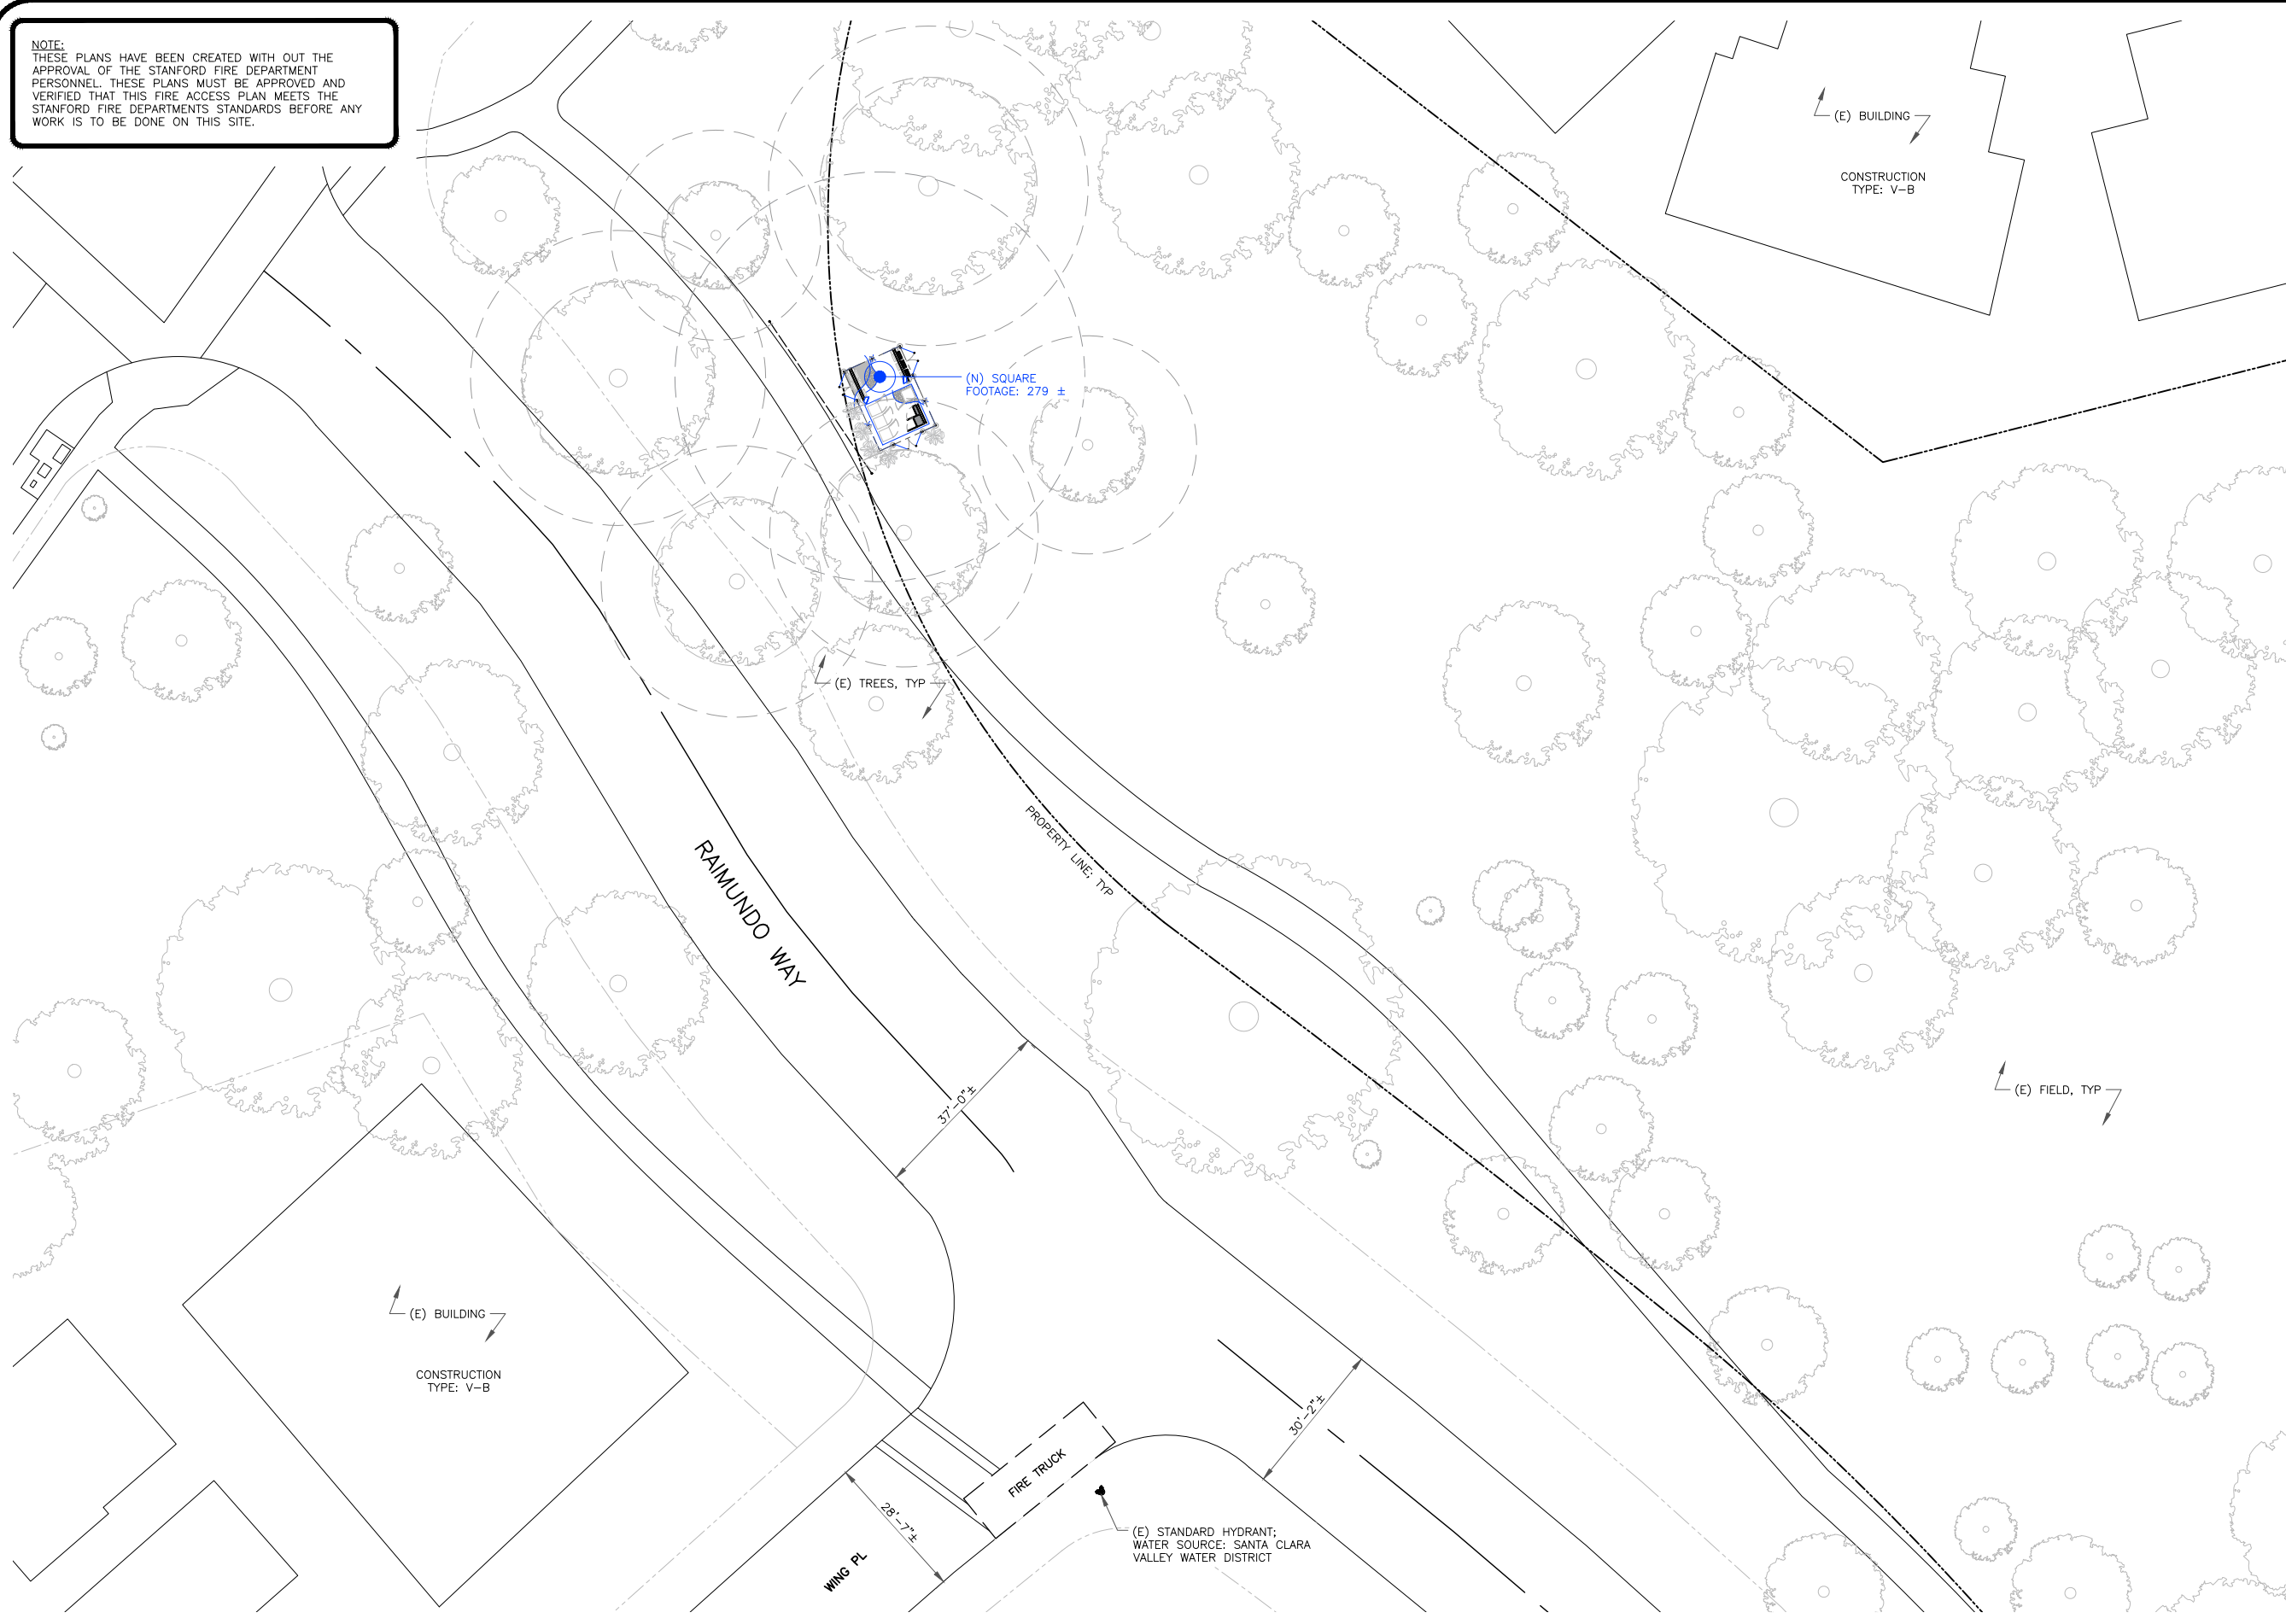 NOTE:
THESE PLANS HAVE BEEN CREATED WITH OUT THE
APPROVAL OF THE STANFORD FIRE DEPARTMENT
PERSONNEL. THESE PLANS MUST BE APPROVED AND
VERIFIED THAT THIS FIRE ACCESS PLAN MEETS THE
STANFORD FIRE DEPARTMENTS STANDARDS BEFORE ANY
WORK IS TO BE DONE ON THIS SITE.
(E) BUILDING
CONSTRUCTION
TYPE: V-B
(N) SQUARE
FOOTAGE: 279 ±
(E) TREES, TYP
PROPERTY LINE; TYP
RAIMUNDO WAY
37'-0"±
(E) FIELD, TYP
(E) BUILDING
CONSTRUCTION
TYPE: V-B
30'-2"±
FIRE TRUCK
28'-7"±
WING PL
(E) STANDARD HYDRANT;
WATER SOURCE: SANTA CLARA
VALLEY WATER DISTRICT